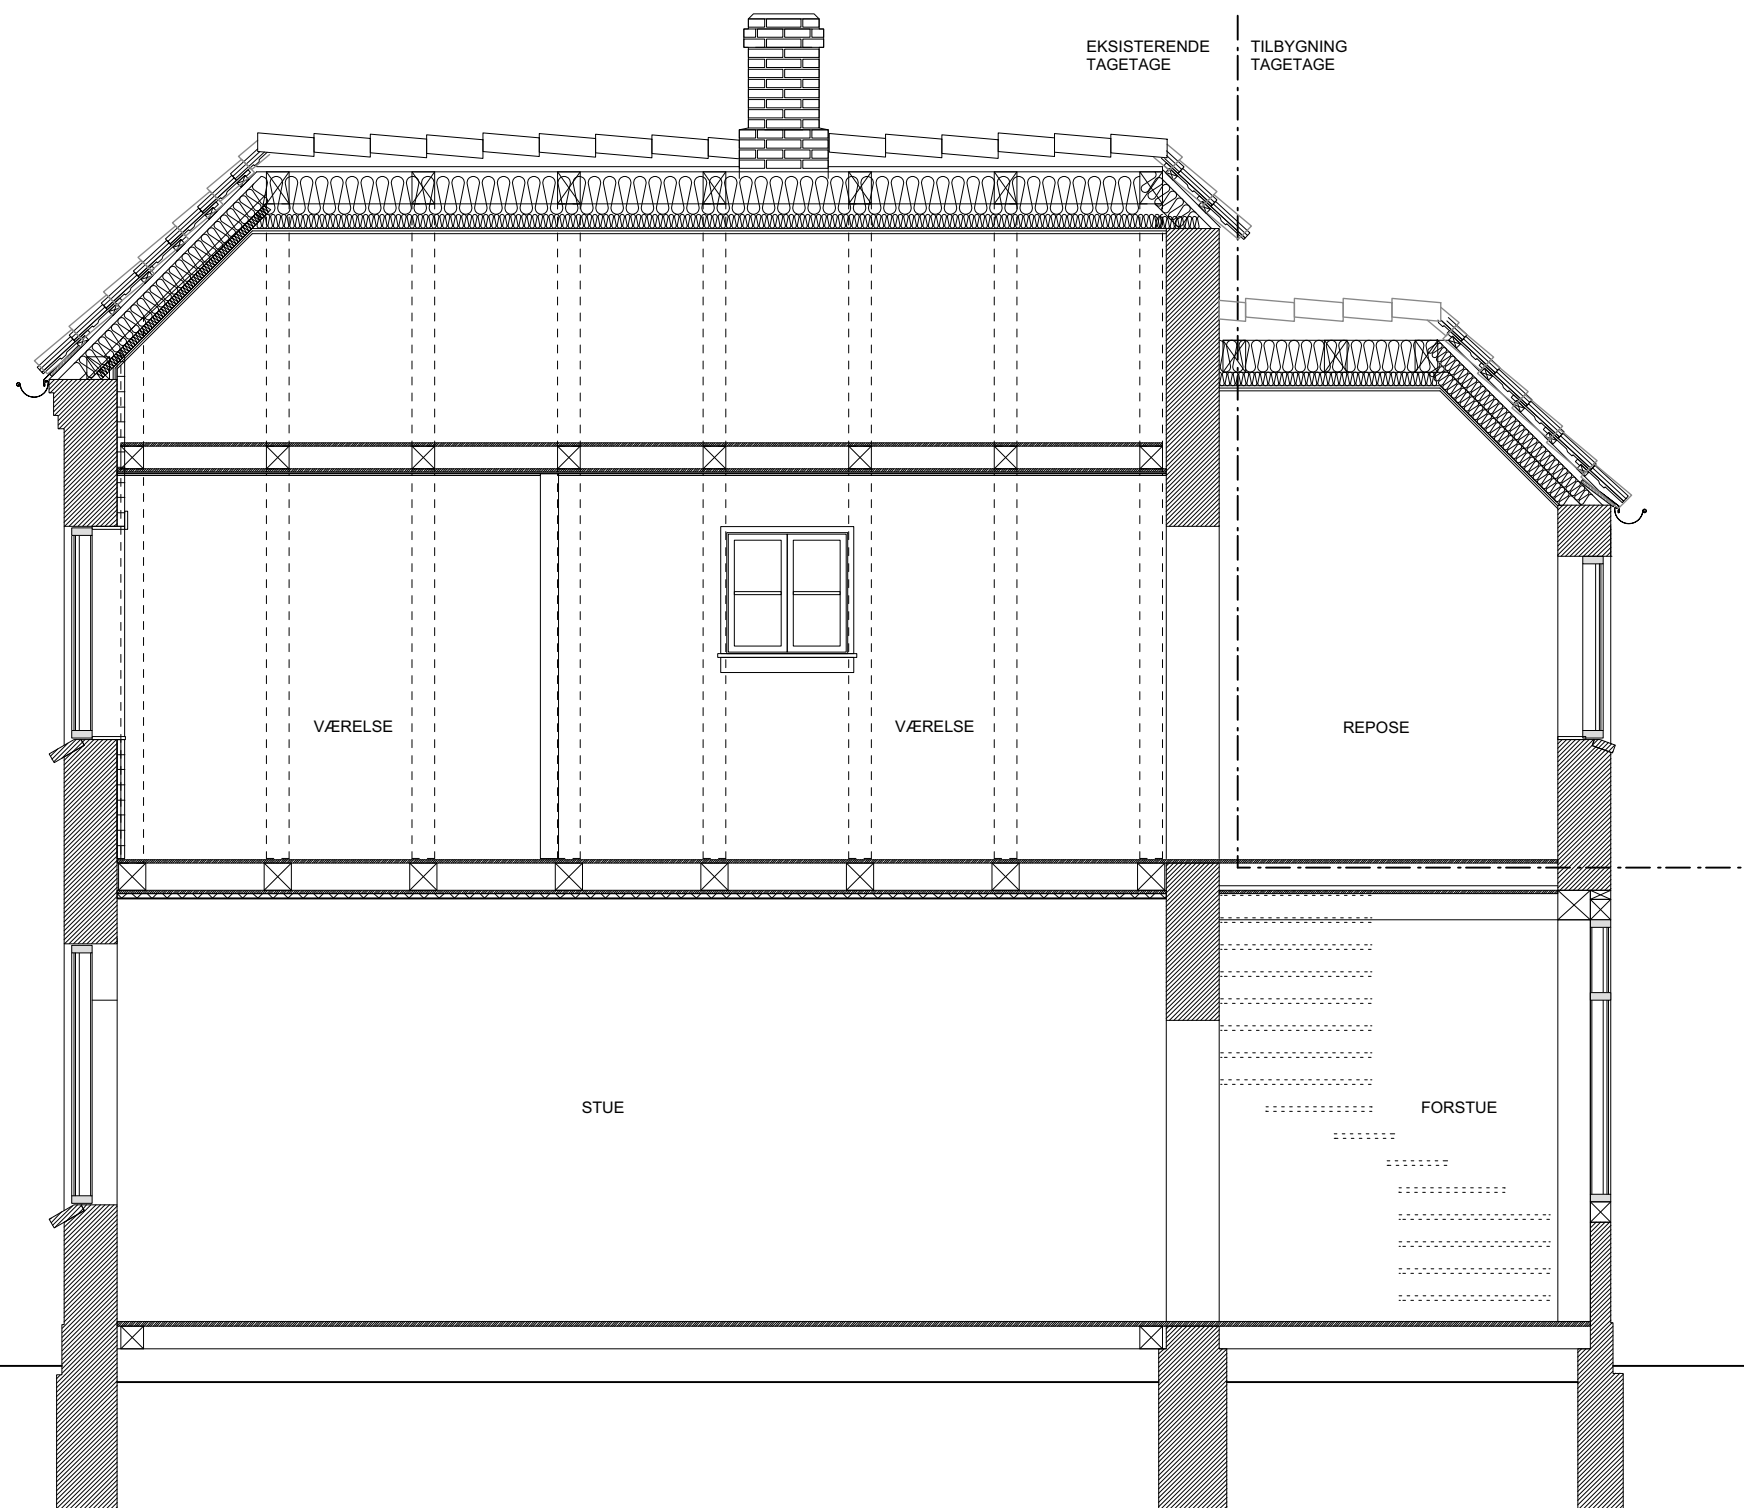 EKSISTERENDE
TAGETAGE
TILBYGNING
TAGETAGE
VÆRELSE
VÆRELSE
REPOSE
STUE
FORSTUE